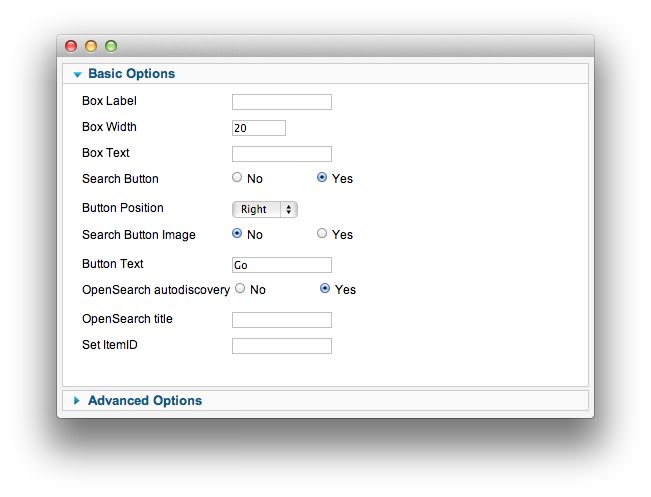 Basic Options
Box Label
Box Width 20
Box Text
Search Button No Yes
Button Position Right
Search Button Image No Yes
Button Text Go
OpenSearch autodiscovery No Yes
OpenSearch title
Set ItemID
Advanced Options